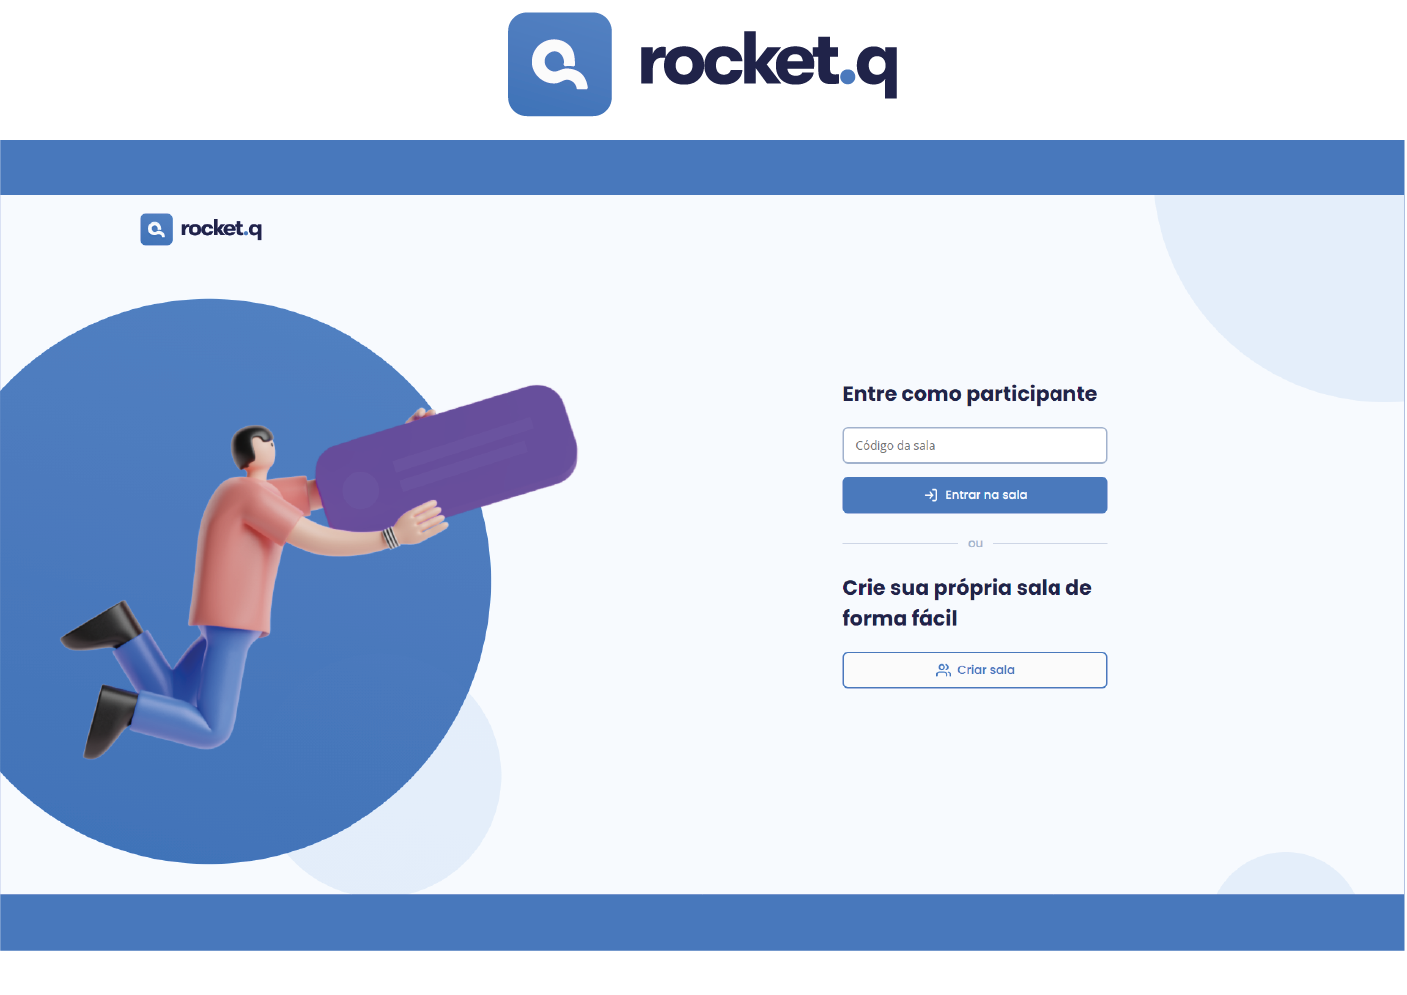 rocket.q
rocket.q
Entre como participante
Código da sala
Entrar na sala
ou
Crie sua própria sala de
forma fácil
Criar sala